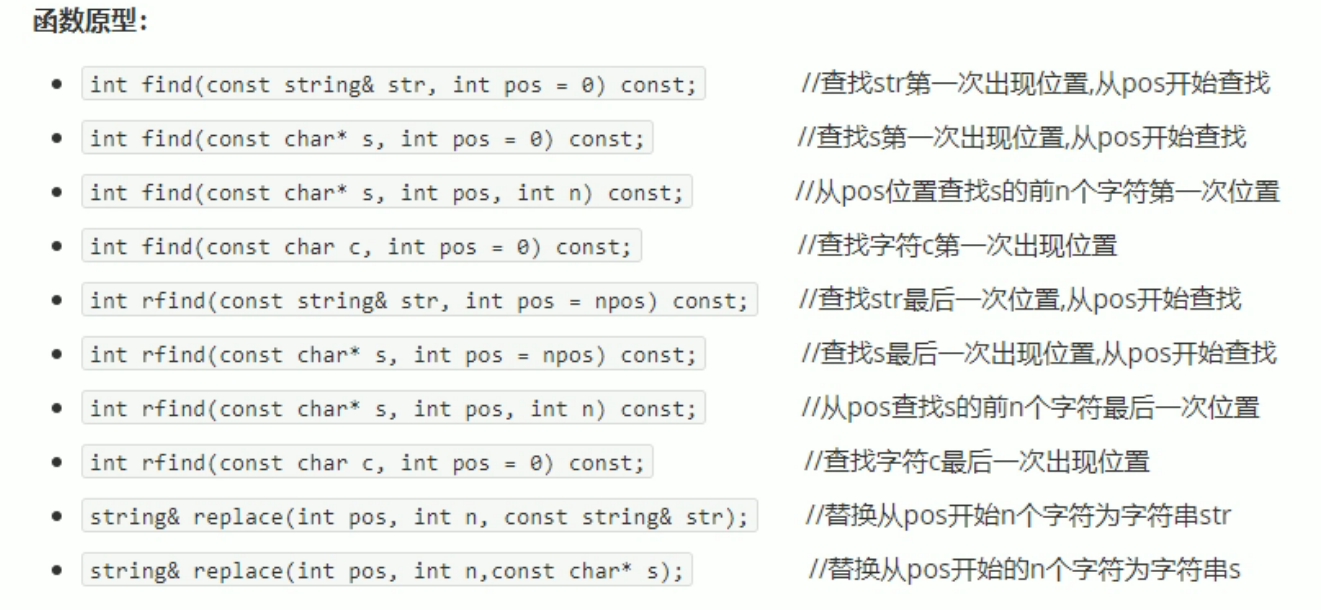 函数原型：
• int find(const string& str, int pos = 0) const; //查找str第一次出现位置,从pos开始查找
• int find(const char* s, int pos = 0) const; //查找s第一次出现位置,从pos开始查找
• int find(const char* s, int pos, int n) const; //从pos位置查找s的前n个字符第一次位置
• int find(const char c, int pos = 0) const; //查找字符c第一次出现位置
• int rfind(const string& str, int pos = npos) const; //查找str最后一次位置,从pos开始查找
• int rfind(const char* s, int pos = npos) const; //查找s最后一次出现位置,从pos开始查找
• int rfind(const char* s, int pos, int n) const; //从pos查找s的前n个字符最后一次位置
• int rfind(const char c, int pos = 0) const; //查找字符c最后一次出现位置
• string& replace(int pos, int n, const string& str); //替换从pos开始n个字符为字符串str
• string& replace(int pos, int n,const char* s); //替换从pos开始的n个字符为字符串s